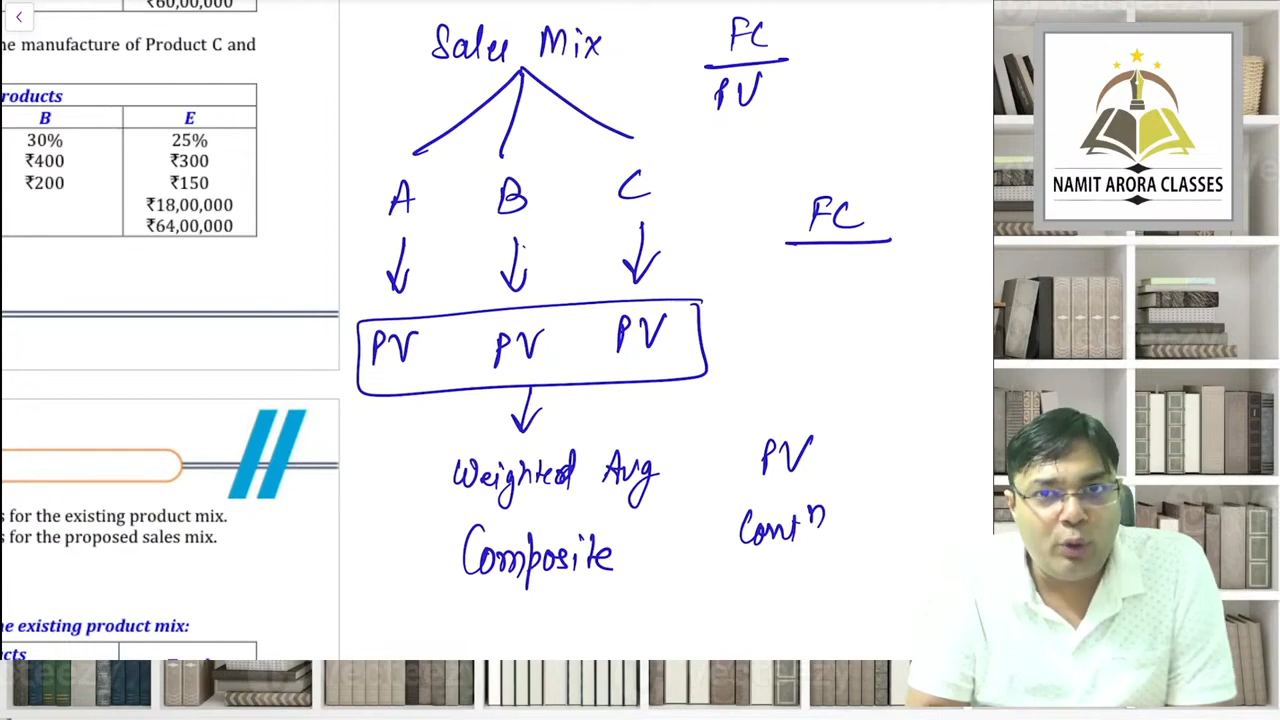 ₹60,00,000
he manufacture of Product C and
roducts
B E
30% 25%
₹400 ₹300
₹200 ₹150
₹18,00,000
₹64,00,000
s for the existing product mix.
s for the proposed sales mix.
he existing product mix:
cts
Sales Mix
A B C
PV PV PV
Weighted Avg
Composite
FC
PV
FC
PV
Contⁿ
NAMIT ARORA CLASSES